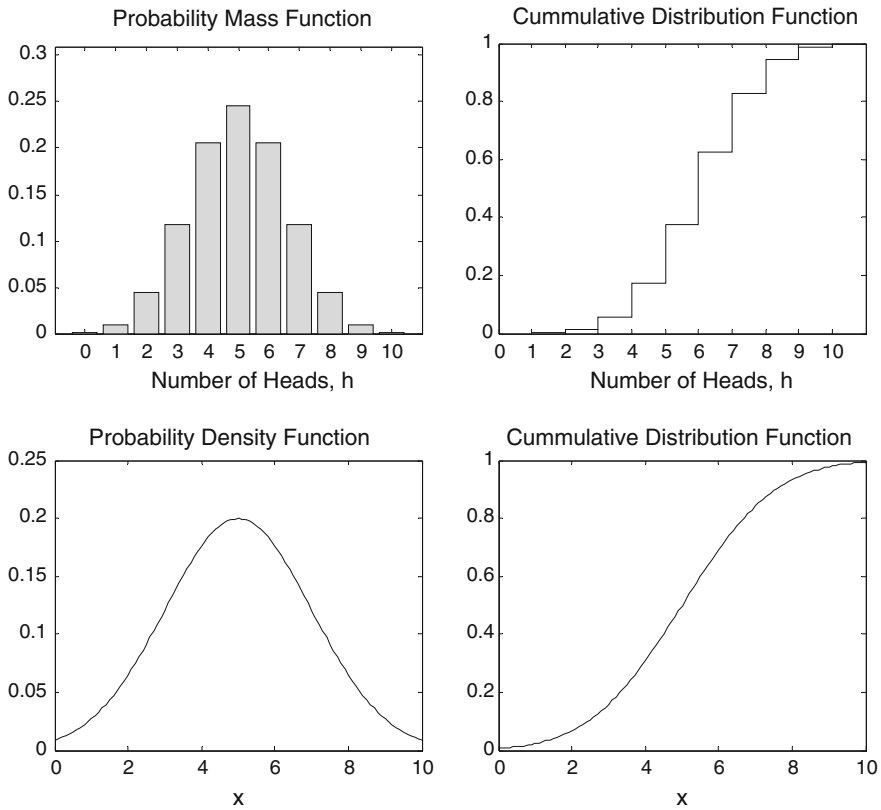 Probability Mass Function
0.3
0.25
0.2
0.15
0.1
0.05
0
0 1 2 3 4 5 6 7 8 9 10
Number of Heads, h
Cummulative Distribution Function
1
0.8
0.6
0.4
0.2
0
0 1 2 3 4 5 6 7 8 9 10
Number of Heads, h
Probability Density Function
0.25
0.2
0.15
0.1
0.05
0
0 2 4 6 8 10
x
Cummulative Distribution Function
1
0.8
0.6
0.4
0.2
0
0 2 4 6 8 10
x